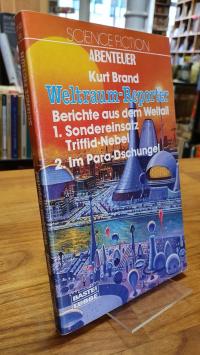 SCIENCE FICTION
ABENTEUER
Kurt Brand
Weltraum-Reporter
Berichte aus dem Weltall
1. Sondereinsatz
Triffid-Nebel
2. Im Para-Dschungel
BASTEI
LÜBBE